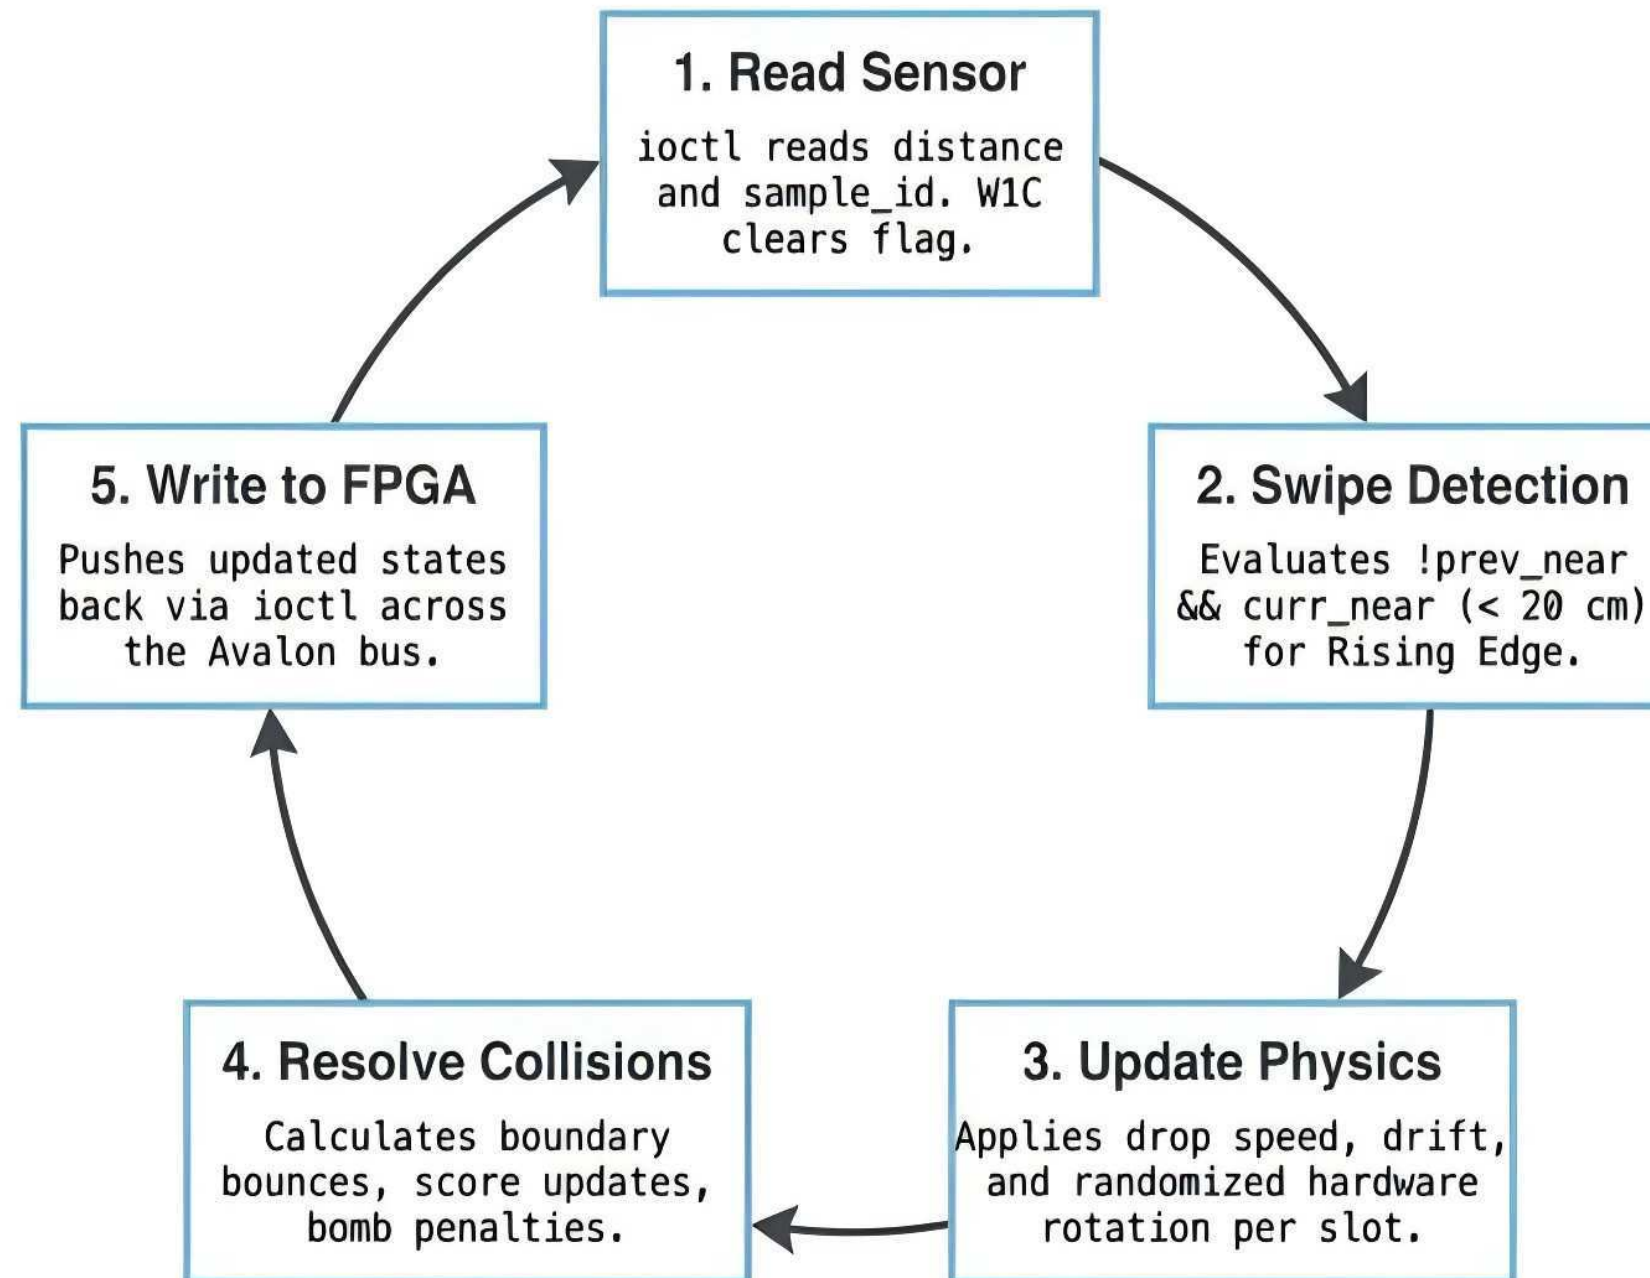 1. Read Sensor
ioctl reads distance
and sample_id. W1C
clears flag.
2. Swipe Detection
Evaluates !prev_near
&& curr_near (< 20 cm)
for Rising Edge.
3. Update Physics
Applies drop speed, drift,
and randomized hardware
rotation per slot.
4. Resolve Collisions
Calculates boundary
bounces, score updates,
bomb penalties.
5. Write to FPGA
Pushes updated states
back via ioctl across
the Avalon bus.